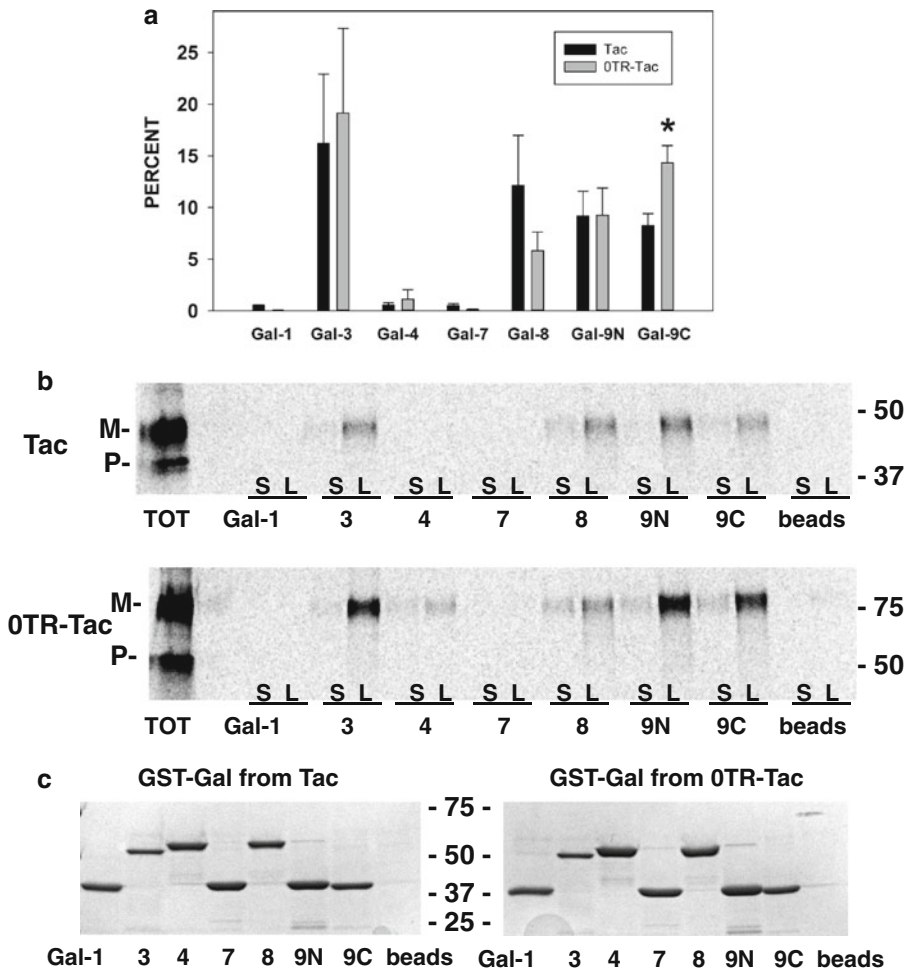 a
25
20
15
10
5
0
PERCENT
Tac
0TR-Tac
*
Gal-1 Gal-3 Gal-4 Gal-7 Gal-8 Gal-9N Gal-9C
b
Tac
M-
P-
- 50
- 37
S L S L S L S L S L S L S L S L
TOT Gal-1 3 4 7 8 9N 9C beads
0TR-Tac
M-
P-
- 75
- 50
S L S L S L S L S L S L S L S L
TOT Gal-1 3 4 7 8 9N 9C beads
c
GST-Gal from Tac
GST-Gal from 0TR-Tac
- 75 -
- 50 -
- 37 -
- 25 -
Gal-1 3 4 7 8 9N 9C beads
Gal-1 3 4 7 8 9N 9C beads